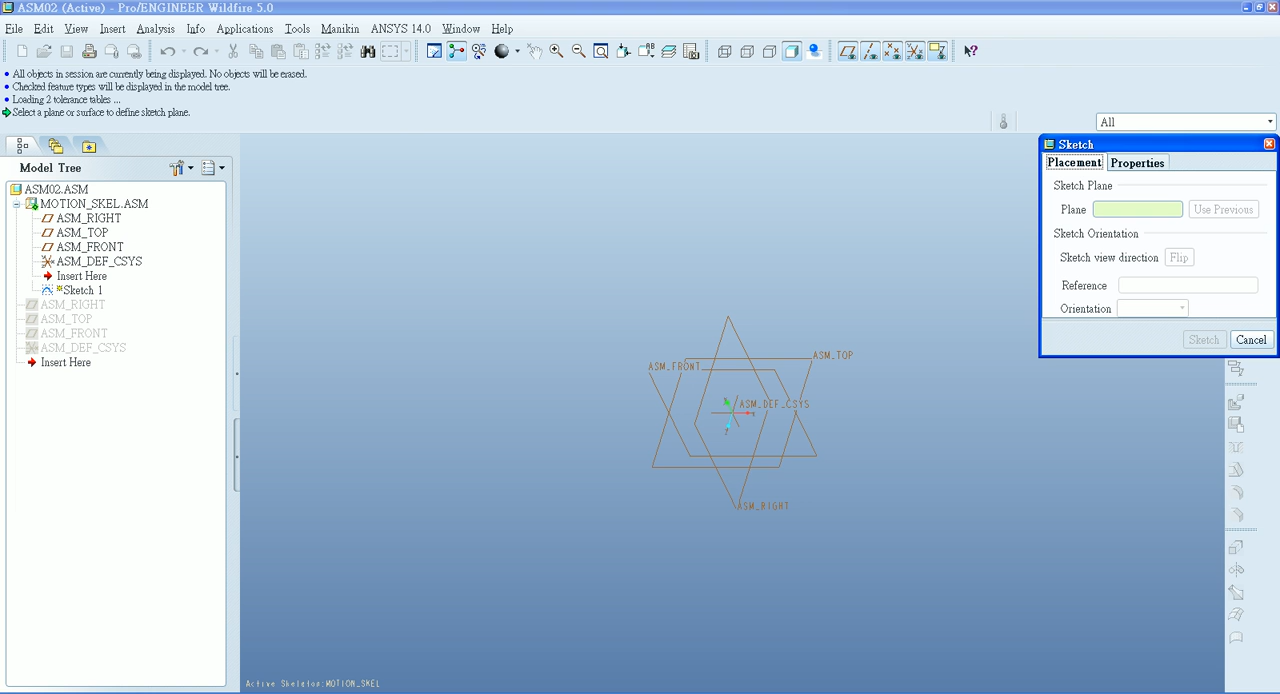 ASM02 (Active) - Pro/ENGINEER Wildfire 5.0
File Edit View Insert Analysis Info Applications Tools Manikin ANSYS 14.0 Window Help
• All objects in session are currently being displayed. No objects will be erased.
• Checked feature types will be displayed in the model tree.
• Loading 2 tolerance tables ...
Select a plane or surface to define sketch plane.
All
Model Tree
ASM02.ASM
MOTION_SKEL.ASM
ASM_RIGHT
ASM_TOP
ASM_FRONT
ASM_DEF_CSYS
Insert Here
*Sketch 1
ASM_RIGHT
ASM_TOP
ASM_FRONT
ASM_DEF_CSYS
Insert Here
ASM_TOP
ASM_FRONT
ASM_DEF_CSYS
ASM_RIGHT
Active Skeleton:MOTION_SKEL
Sketch
Placement Properties
Sketch Plane
Plane Use Previous
Sketch Orientation
Sketch view direction Flip
Reference
Orientation
Sketch Cancel